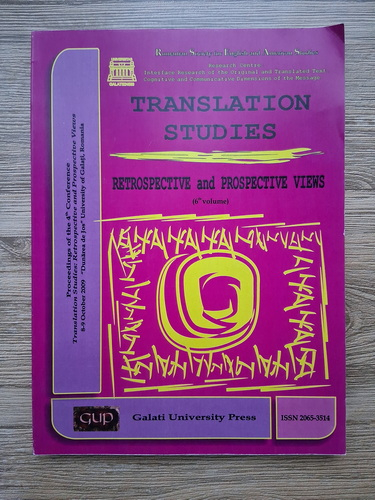 Romanian Society for English and American Studies
Research Centre
Interface Research of the Original and Translated Text
Cognitive and Communicative Dimensions of the Message
TRANSLATION
STUDIES
RETROSPECTIVE and PROSPECTIVE VIEWS
(6th volume)
Proceedings of the 4th Conference
Translation Studies: Retrospective and Prospective Views
8-9 October 2009 "Dunărea de Jos" University of Galaţi, Romania
GUP
Galati University Press
ISSN 2065-3514